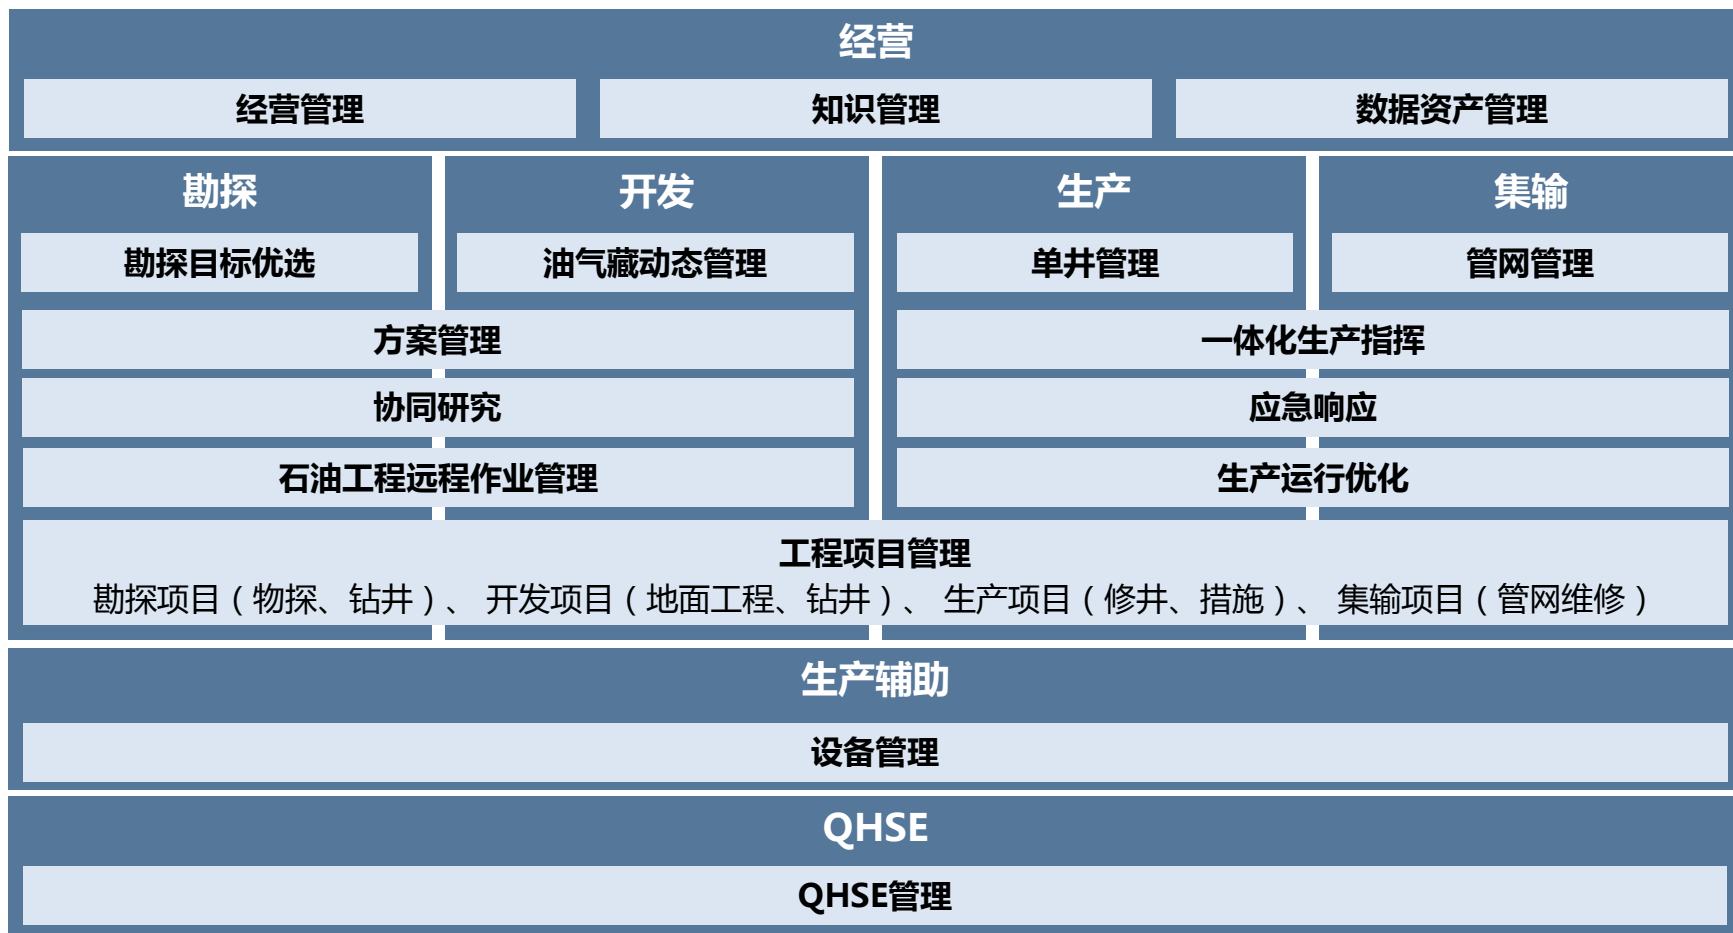 经营
经营管理
知识管理
数据资产管理
勘探
开发
生产
集输
勘探目标优选
油气藏动态管理
单井管理
管网管理
方案管理
一体化生产指挥
协同研究
应急响应
石油工程远程作业管理
生产运行优化
工程项目管理
勘探项目（物探、钻井）、 开发项目（地面工程、钻井）、 生产项目（修井、措施）、 集输项目（管网维修）
生产辅助
设备管理
QHSE
QHSE管理